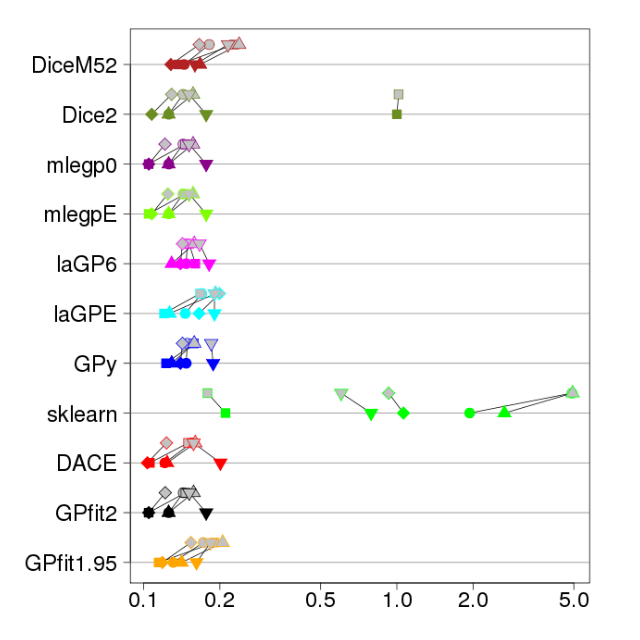 DiceM52
Dice2
mlegp0
mlegpE
laGP6
laGPE
GPy
sklearn
DACE
GPfit2
GPfit1.95
0.1 0.2 0.5 1.0 2.0 5.0